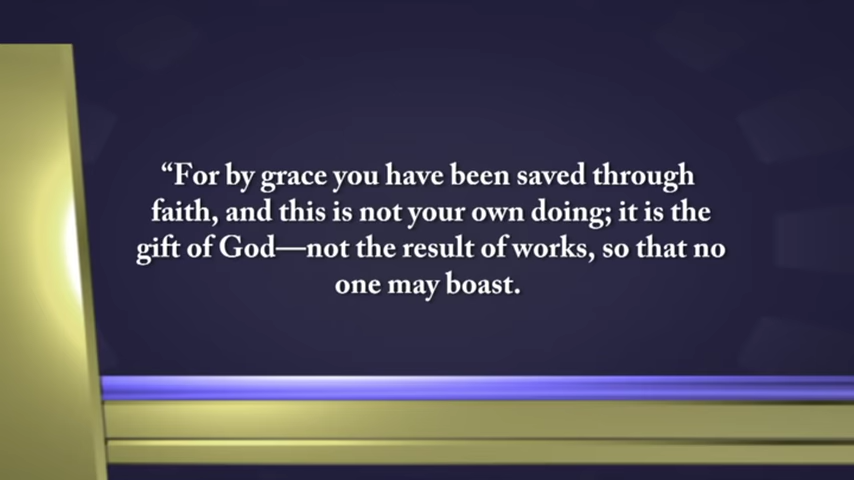 “For by grace you have been saved through
faith, and this is not your own doing; it is the
gift of God—not the result of works, so that no
one may boast.